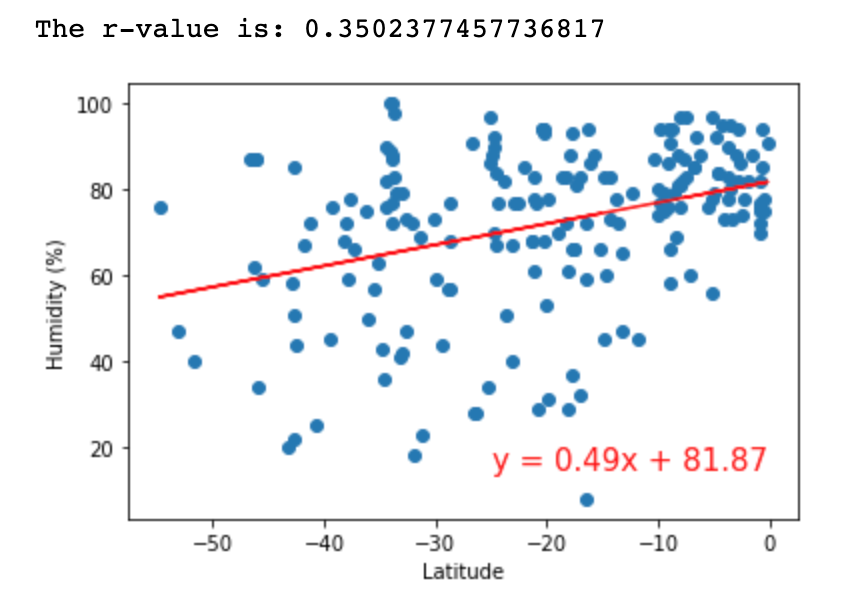 The r-value is: 0.3502377457736817
100
80
60
40
20
Humidity (%)
y = 0.49x + 81.87
−50 −40 −30 −20 −10 0
Latitude